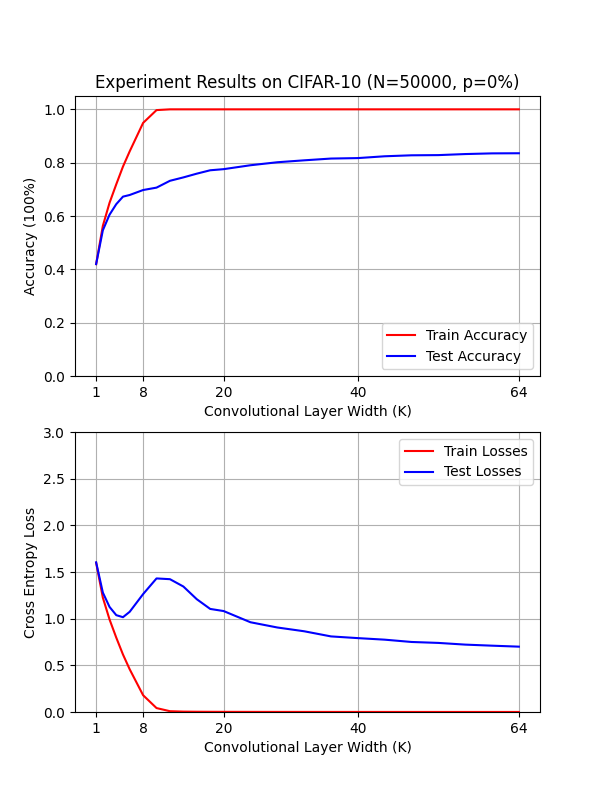 Experiment Results on CIFAR-10 (N=50000, p=0%)
1.0
0.8
0.6
0.4
0.2
0.0
Accuracy (100%)
Train Accuracy
Test Accuracy
1 8 20 40 64
Convolutional Layer Width (K)
3.0
2.5
2.0
1.5
1.0
0.5
0.0
Cross Entropy Loss
Train Losses
Test Losses
1 8 20 40 64
Convolutional Layer Width (K)